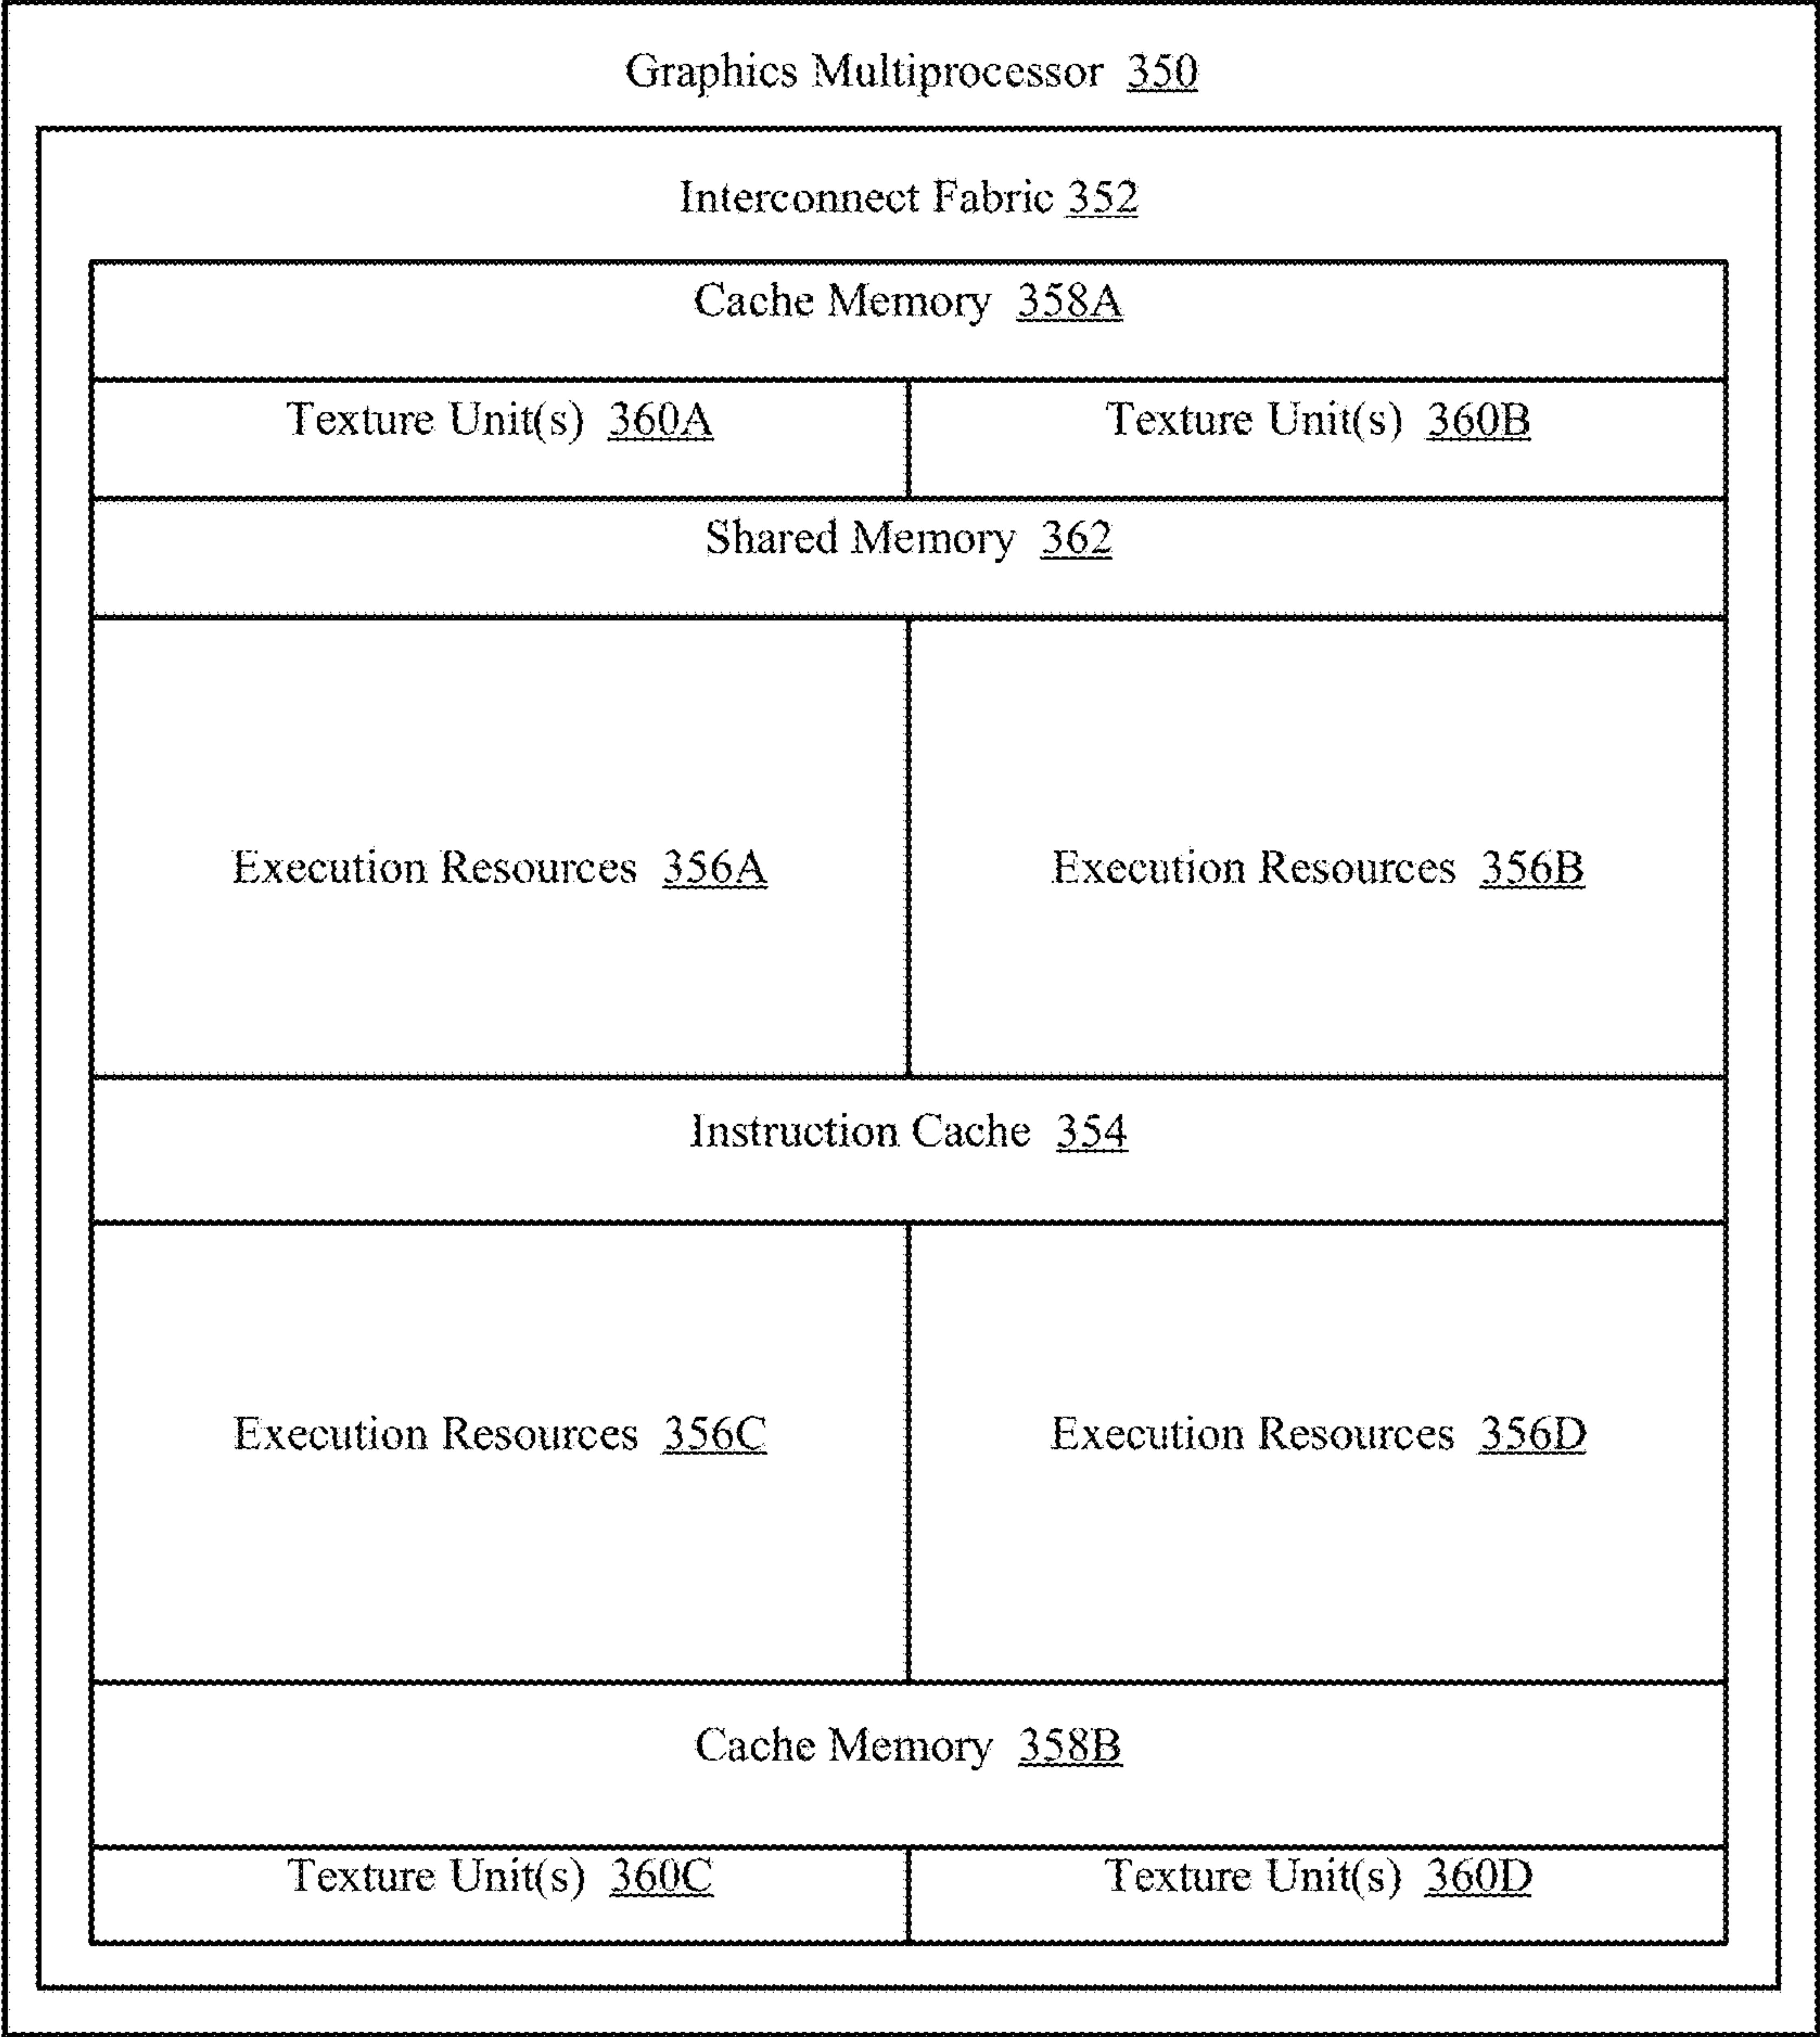 Graphics Multiprocessor 350
Interconnect Fabric 352
Cache Memory 358A
Texture Unit(s) 360A Texture Unit(s) 360B
Shared Memory 362
Execution Resources 356A Execution Resources 356B
Instruction Cache 354
Execution Resources 356C Execution Resources 356D
Cache Memory 358B
Texture Unit(s) 360C Texture Unit(s) 360D